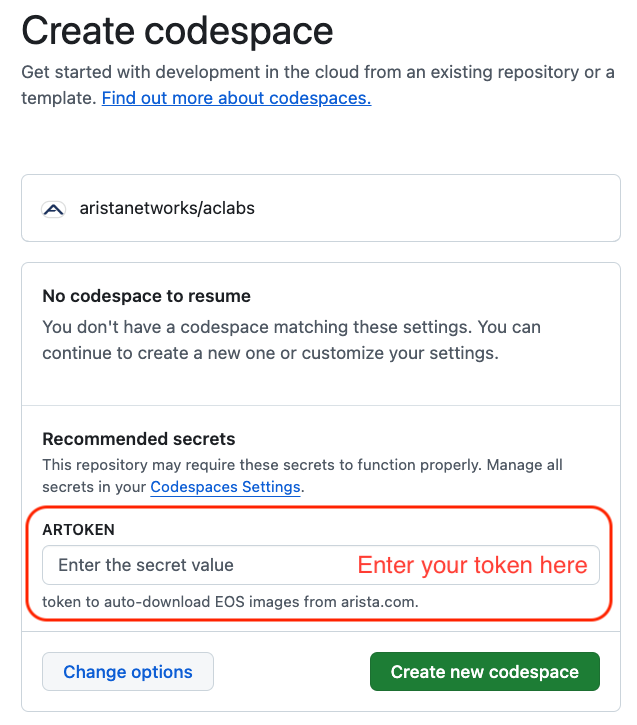 Create codespace
Get started with development in the cloud from an existing repository or a
template. Find out more about codespaces.
aristanetworks/aclabs
No codespace to resume
You don't have a codespace matching these settings. You can
continue to create a new one or customize your settings.
Recommended secrets
This repository may require these secrets to function properly. Manage all
secrets in your Codespaces Settings.
ARTOKEN
Enter the secret value Enter your token here
token to auto-download EOS images from arista.com.
Change options Create new codespace